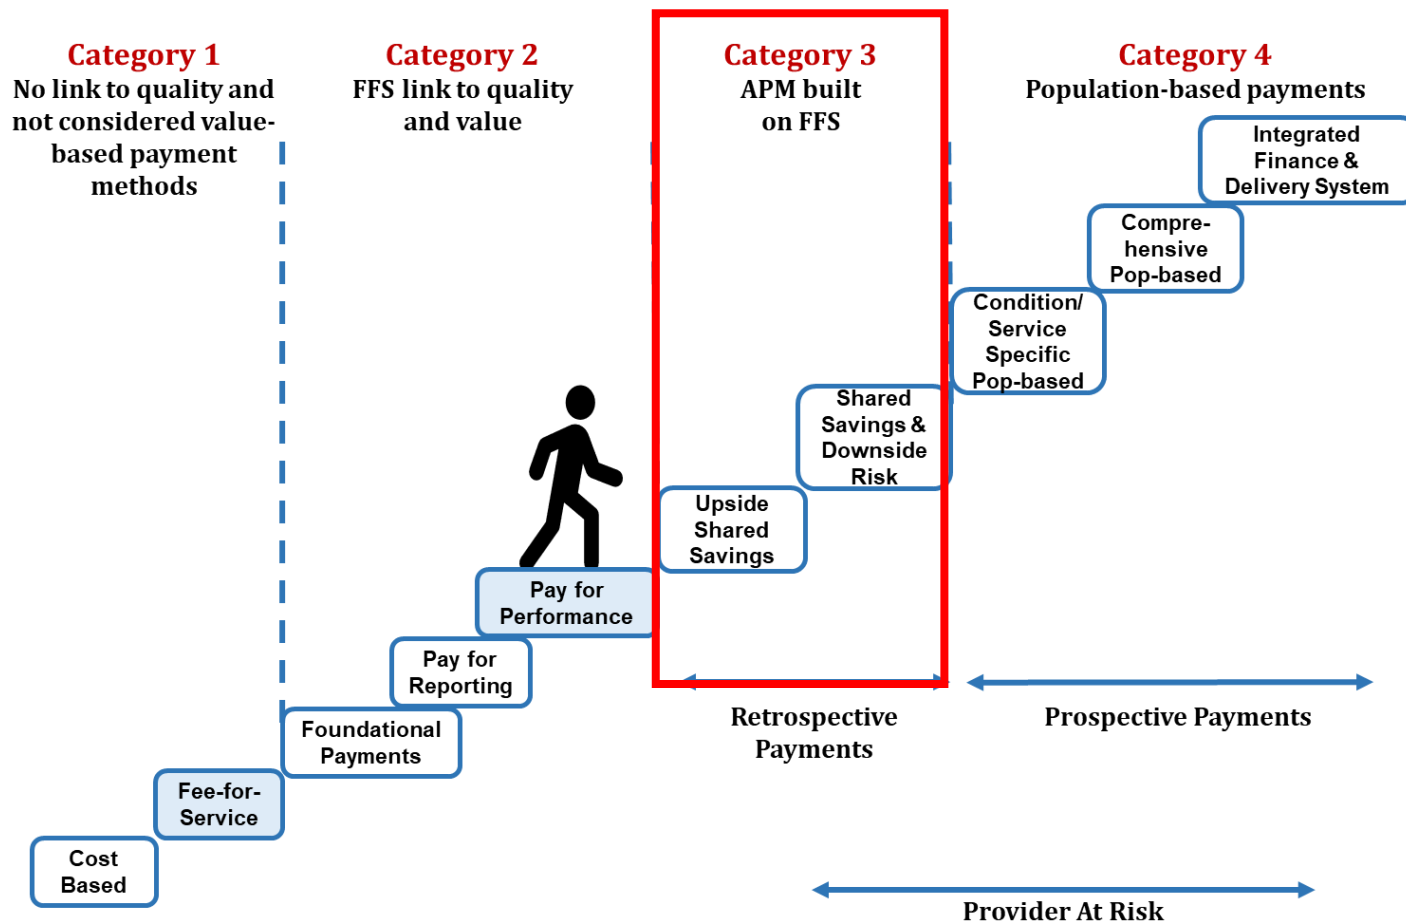 Category 1
No link to quality and
not considered value-
based payment
methods
Category 2
FFS link to quality
and value
Category 3
APM built
on FFS
Category 4
Population-based payments
Integrated
Finance &
Delivery System
Compre-
hensive
Pop-based
Condition/
Service
Specific
Pop-based
Shared
Savings &
Downside
Risk
Upside
Shared
Savings
Pay for
Performance
Pay for
Reporting
Foundational
Payments
Fee-for-
Service
Cost
Based
Retrospective
Payments
Prospective Payments
Provider At Risk